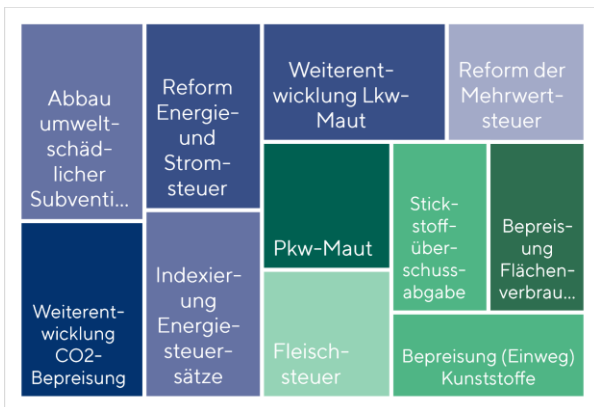 Abbau
umwelt-
schäd-
licher
Subventi...
Reform
Energie-
und
Strom-
steuer
Weiterent-
wicklung Lkw-
Maut
Reform der
Mehrwert-
steuer
Weiterent-
wicklung
CO2-
Bepreisung
Indexier-
ung
Energie-
steuer-
sätze
Pkw-Maut
Stick-
stoff-
über-
schuss-
abgabe
Bepreis-
ung
Flächen-
verbrau...
Fleisch-
steuer
Bepreisung (Einweg)
Kunststoffe